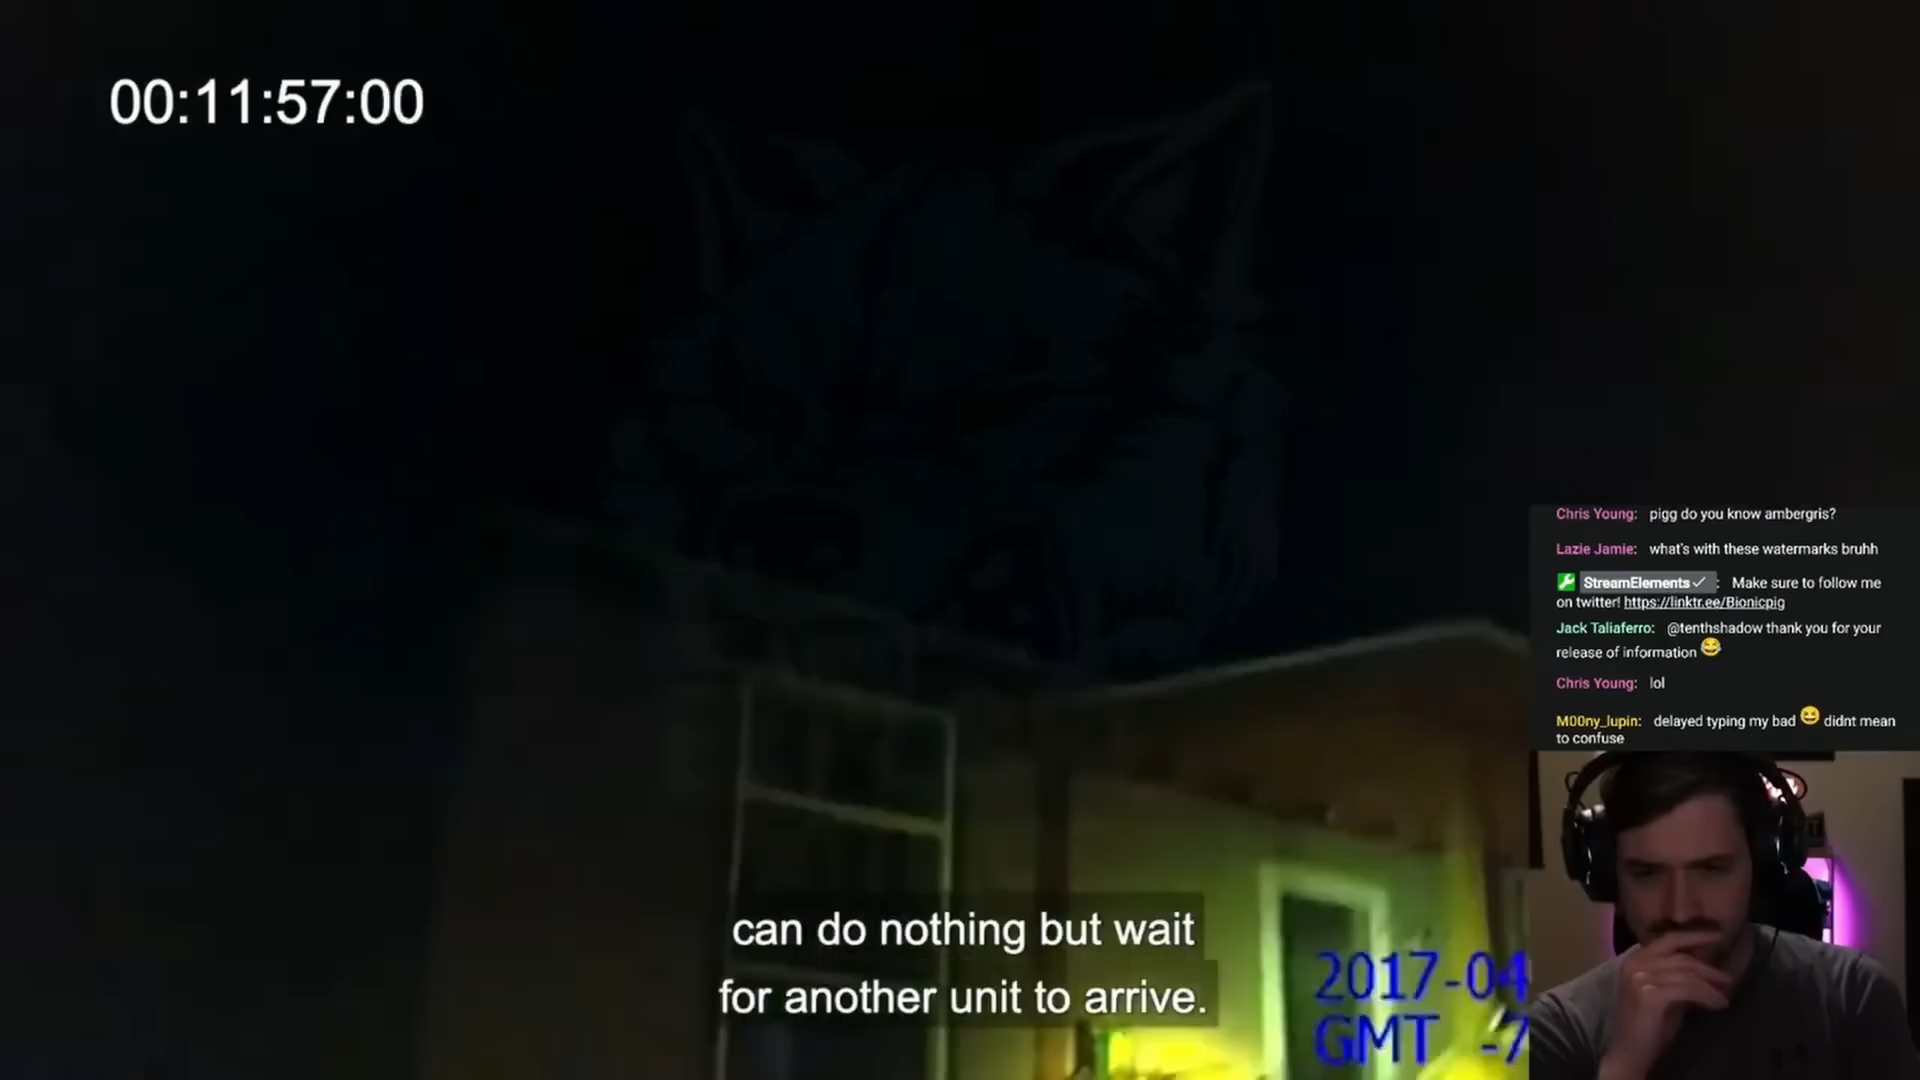 00:11:57:00
Chris Young: pigg do you know ambergris?
Lazie Jamie: what's with these watermarks bruhh
StreamElements ✓ : Make sure to follow me
on twitter! https://linktr.ee/Bionicpig
Jack Taliaferro: @tenthshadow thank you for your
release of information 😂
Chris Young: lol
M00ny_lupin: delayed typing my bad 😆 didnt mean
to confuse
can do nothing but wait
for another unit to arrive.
2017-04
GMT -7